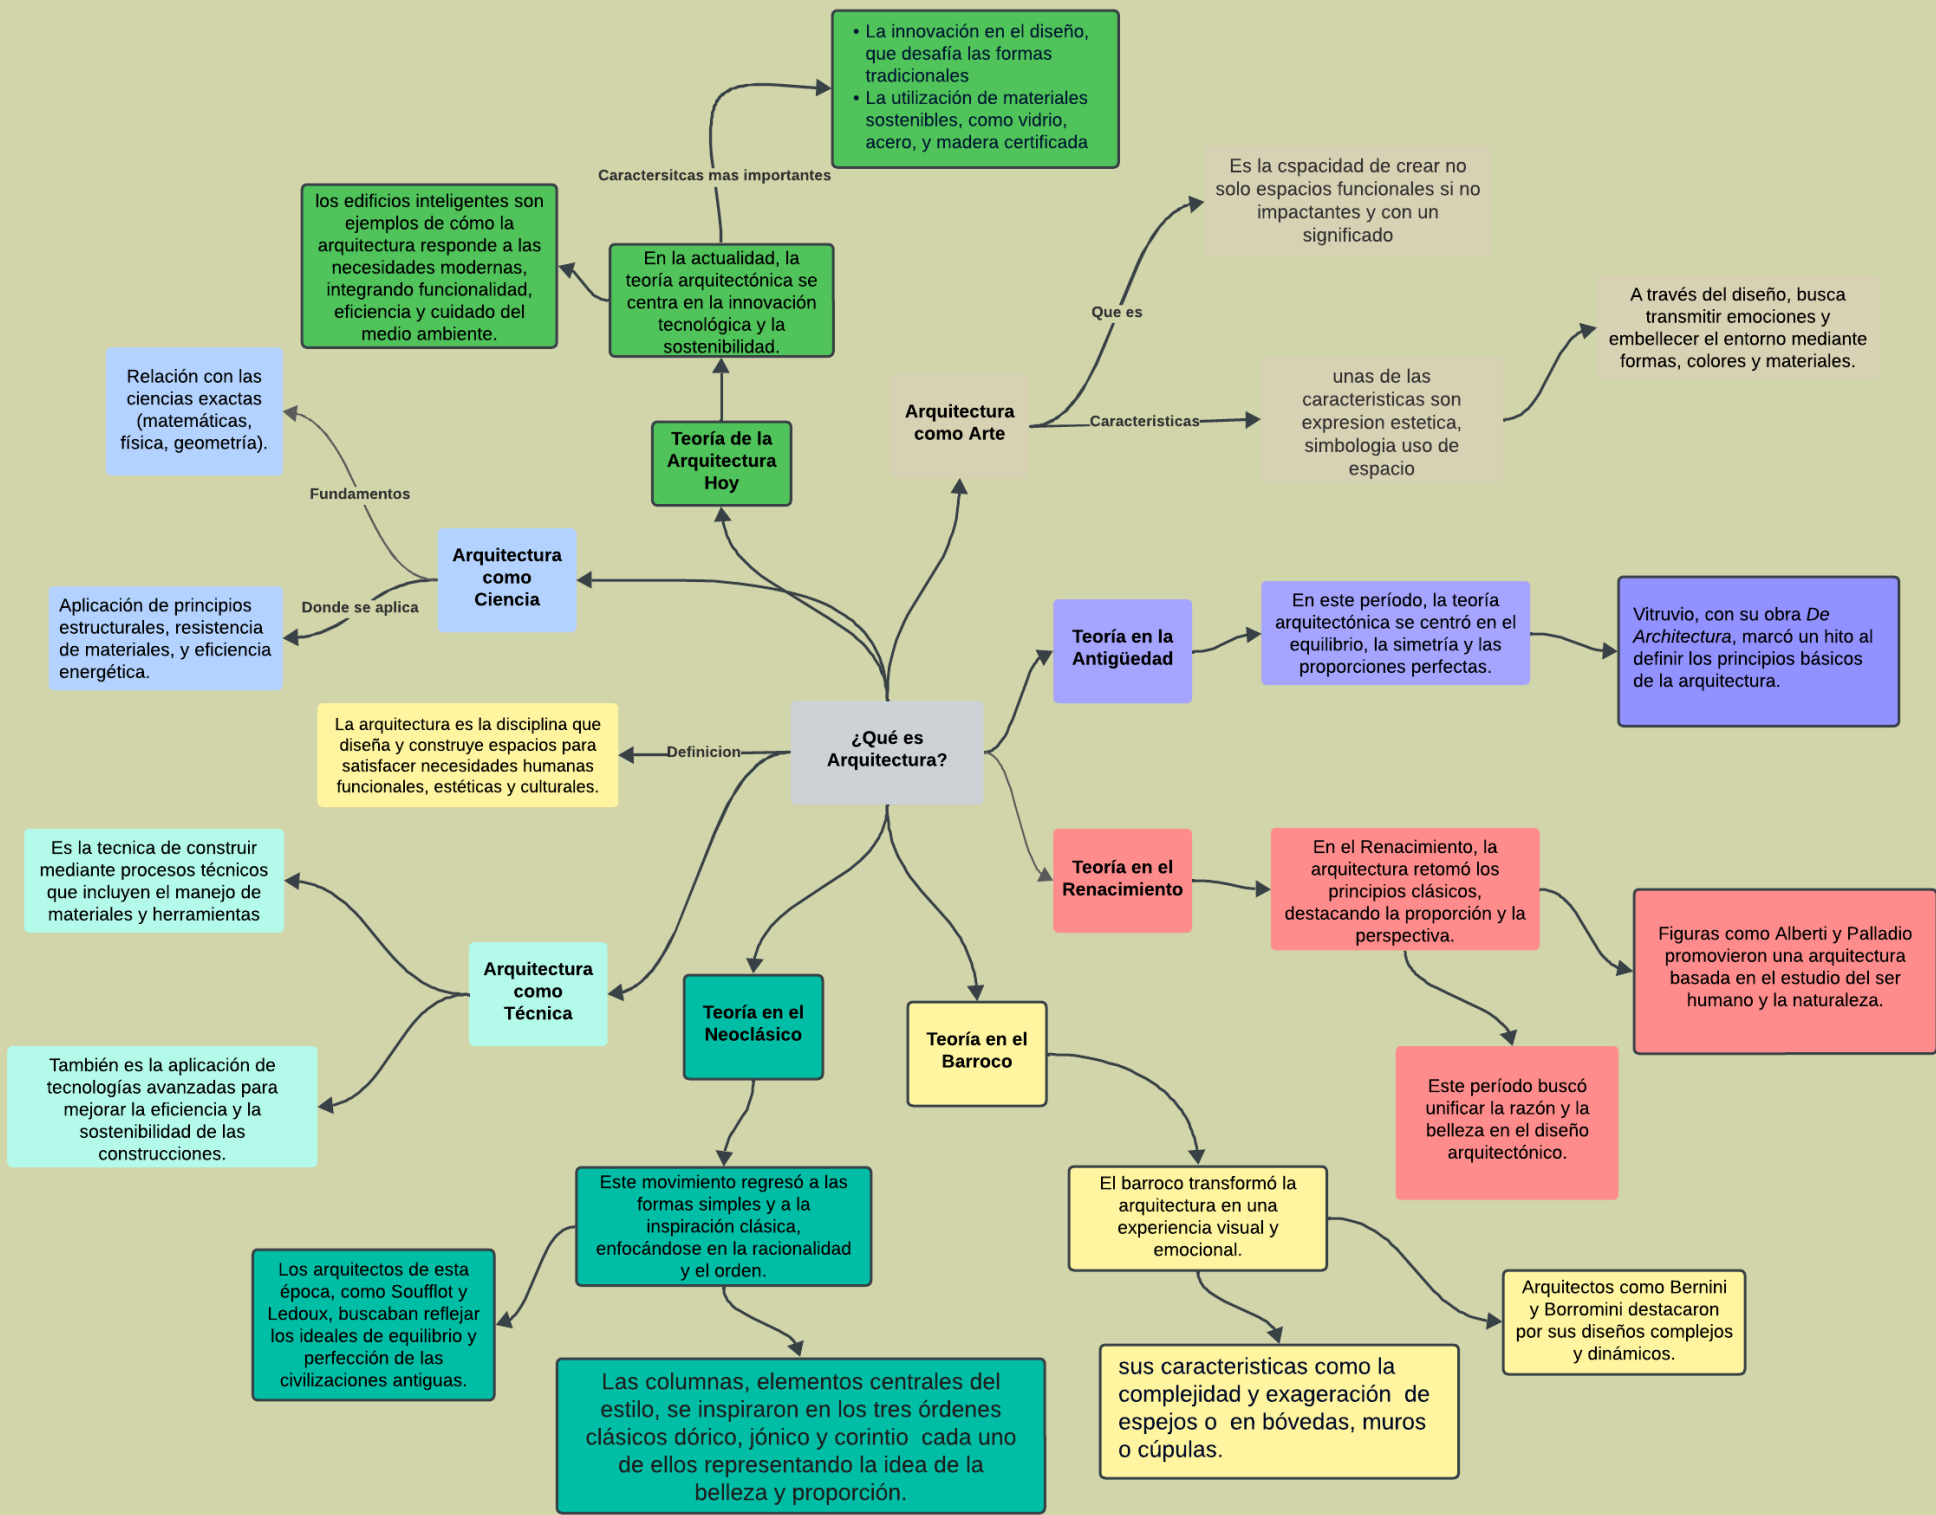 • La innovación en el diseño,
que desafía las formas
tradicionales
• La utilización de materiales
sostenibles, como vidrio,
acero, y madera certificada
Caractersitcas mas importantes
los edificios inteligentes son
ejemplos de cómo la
arquitectura responde a las
necesidades modernas,
integrando funcionalidad,
eficiencia y cuidado del
medio ambiente.
En la actualidad, la
teoría arquitectónica se
centra en la innovación
tecnológica y la
sostenibilidad.
Teoría de la
Arquitectura
Hoy
Es la cspacidad de crear no
solo espacios funcionales si no
impactantes y con un
significado
Que es
Arquitectura
como Arte
Caracteristicas
unas de las
caracteristicas son
expresion estetica,
simbologia uso de
espacio
A través del diseño, busca
transmitir emociones y
embellecer el entorno mediante
formas, colores y materiales.
Relación con las
ciencias exactas
(matemáticas,
física, geometría).
Fundamentos
Arquitectura
como
Ciencia
Donde se aplica
Aplicación de principios
estructurales, resistencia
de materiales, y eficiencia
energética.
Teoría en la
Antigüedad
En este período, la teoría
arquitectónica se centró en el
equilibrio, la simetría y las
proporciones perfectas.
Vitruvio, con su obra De
Architectura, marcó un hito al
definir los principios básicos
de la arquitectura.
La arquitectura es la disciplina que
diseña y construye espacios para
satisfacer necesidades humanas
funcionales, estéticas y culturales.
Definicion
¿Qué es
Arquitectura?
Es la tecnica de construir
mediante procesos técnicos
que incluyen el manejo de
materiales y herramientas
Arquitectura
como
Técnica
También es la aplicación de
tecnologías avanzadas para
mejorar la eficiencia y la
sostenibilidad de las
construcciones.
Teoría en el
Renacimiento
En el Renacimiento, la
arquitectura retomó los
principios clásicos,
destacando la proporción y la
perspectiva.
Figuras como Alberti y Palladio
promovieron una arquitectura
basada en el estudio del ser
humano y la naturaleza.
Este período buscó
unificar la razón y la
belleza en el diseño
arquitectónico.
Teoría en el
Neoclásico
Este movimiento regresó a las
formas simples y a la
inspiración clásica,
enfocándose en la racionalidad
y el orden.
Los arquitectos de esta
época, como Soufflot y
Ledoux, buscaban reflejar
los ideales de equilibrio y
perfección de las
civilizaciones antiguas.
Las columnas, elementos centrales del
estilo, se inspiraron en los tres órdenes
clásicos dórico, jónico y corintio  cada uno
de ellos representando la idea de la
belleza y proporción.
Teoría en el
Barroco
El barroco transformó la
arquitectura en una
experiencia visual y
emocional.
Arquitectos como Bernini
y Borromini destacaron
por sus diseños complejos
y dinámicos.
sus caracteristicas como la
complejidad y exageración  de
espejos o  en bóvedas, muros
o cúpulas.